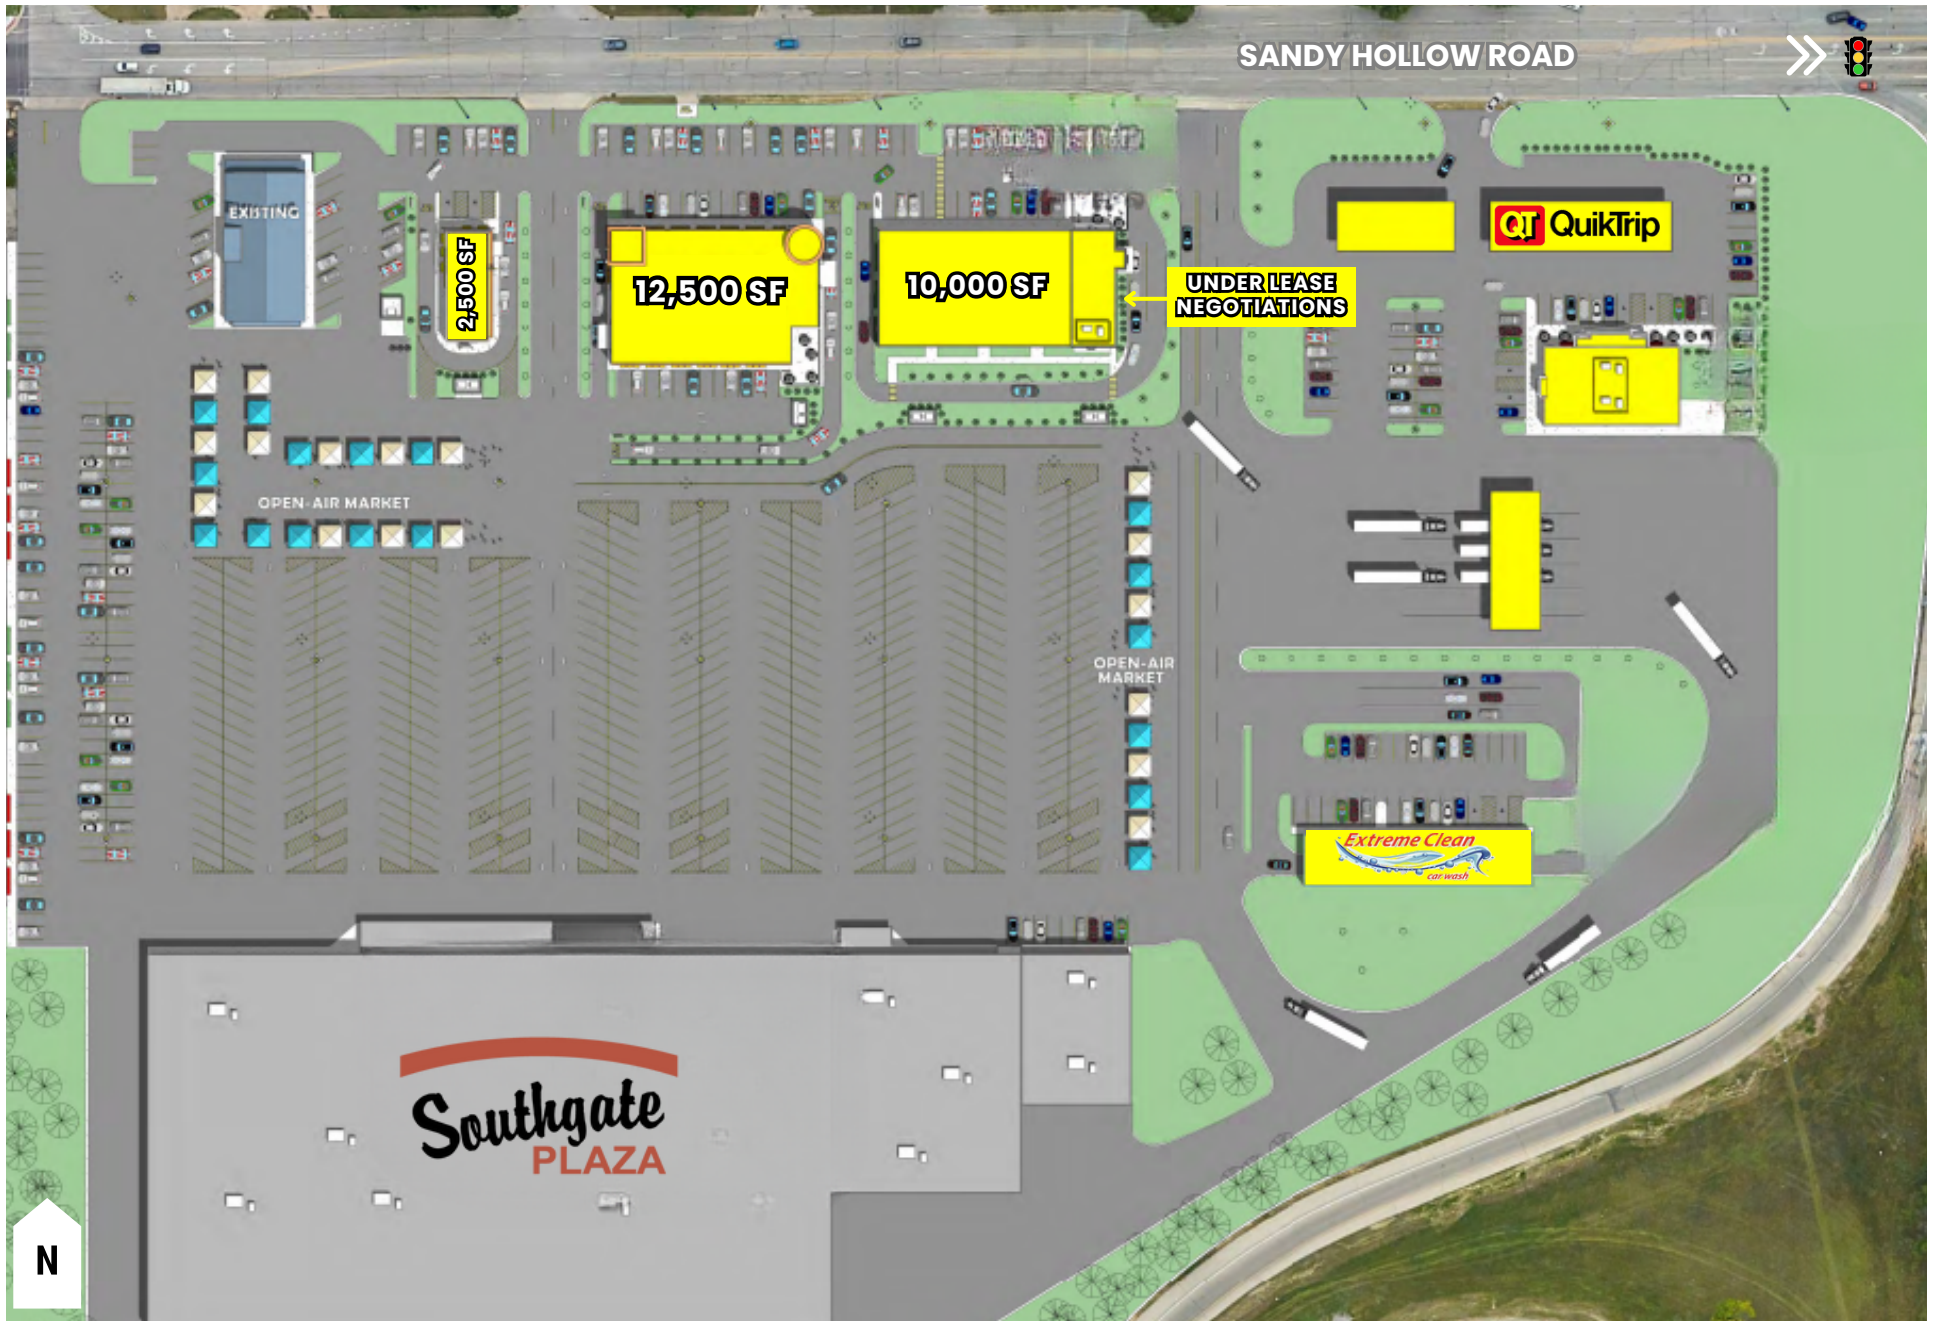 SANDY HOLLOW ROAD
EXISTING
2,500 SF
12,500 SF
10,000 SF
UNDER LEASE
NEGOTIATIONS
QT QuikTrip
OPEN-AIR MARKET
OPEN-AIR
MARKET
Extreme Clean
car wash
Southgate
PLAZA
N